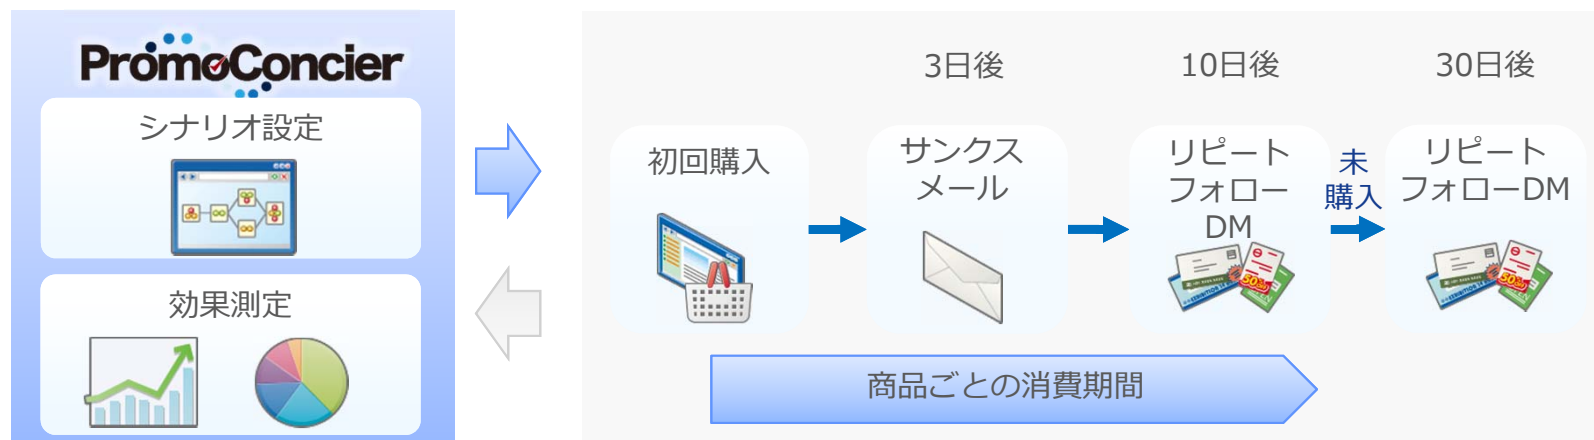 PromoConcier
シナリオ設定
効果測定
3日後
10日後
30日後
初回購入
サンクス
メール
リピート
フォロー
DM
未
購入
リピート
フォローDM
商品ごとの消費期間